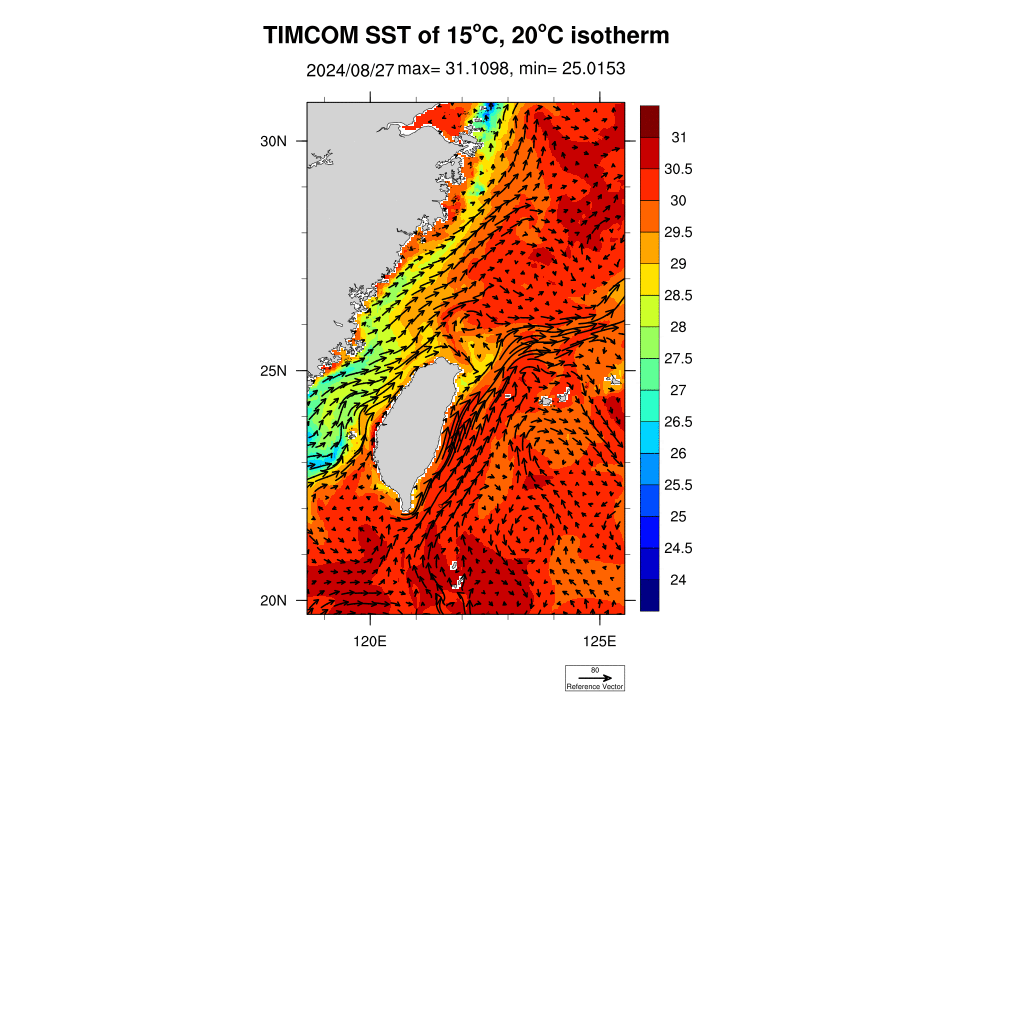 TIMCOM SST of 15°C, 20°C isotherm
2024/08/27 max= 31.1098, min= 25.0153
30N
25N
20N
120E
125E
31
30.5
30
29.5
29
28.5
28
27.5
27
26.5
26
25.5
25
24.5
24
80
Reference Vector